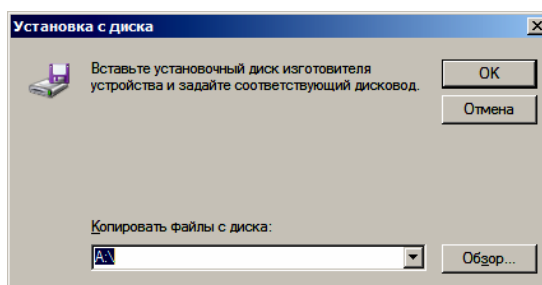 Установка с диска
Вставьте установочный диск изготовителя
устройства и задайте соответствующий дисковод.
OK
Отмена
Копировать файлы с диска:
A:\
Обзор...